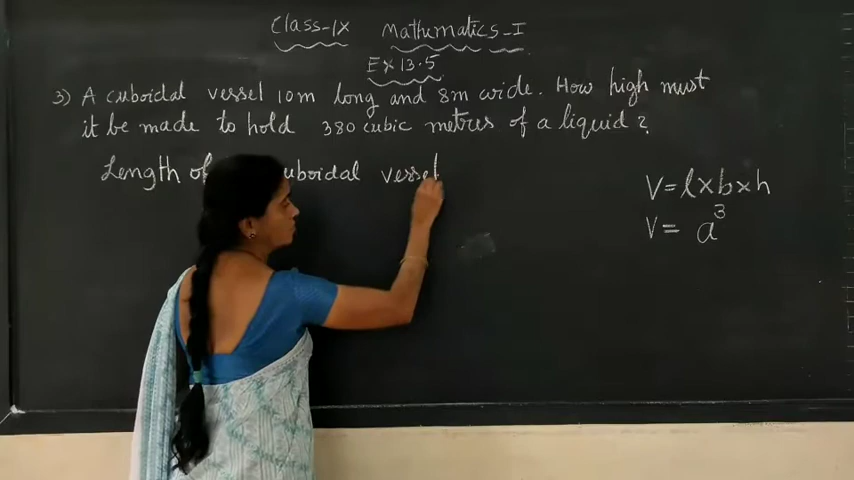 Class-IX Mathematics-I
Ex 13.5
3) A cuboidal vessel 10m long and 8m wide. How high must
it be made to hold 380 cubic metres of a liquid?
Length of uboidal vessel
V = l x b x h
V = a³